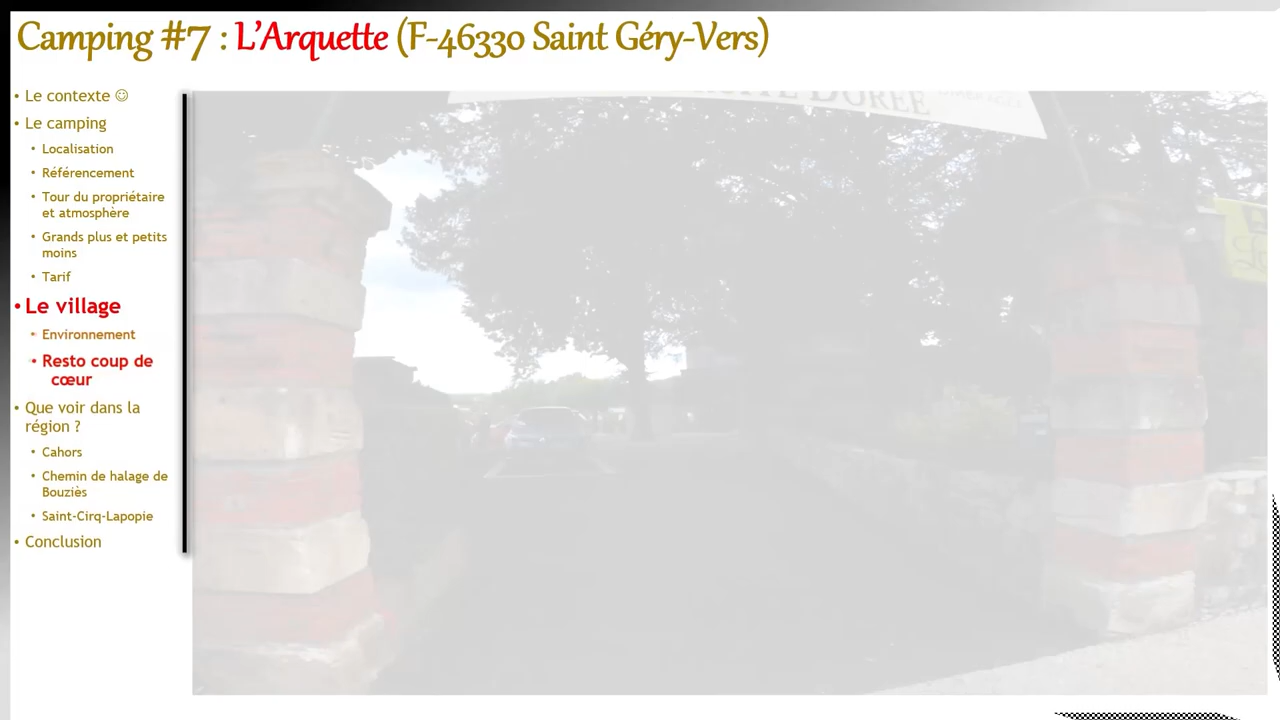 Camping #7 : L'Arquette (F-46330 Saint Géry-Vers)
• Le contexte ☺
• Le camping
• Localisation
• Référencement
• Tour du propriétaire
et atmosphère
• Grands plus et petits
moins
• Tarif
• Le village
• Environnement
• Resto coup de
cœur
• Que voir dans la
région ?
• Cahors
• Chemin de halage de
Bouziès
• Saint-Cirq-Lapopie
• Conclusion
DORÉE